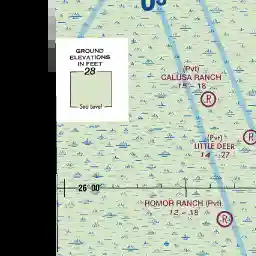 GROUND
ELEVATIONS
IN FEET
28
Sea Level
(Pvt)
CALUSA RANCH
15 - 18
R
(Pvt)
LITTLE DEER
14 - 27
R
26°00'
ROMOR RANCH (Pvt)
12 - 18
R